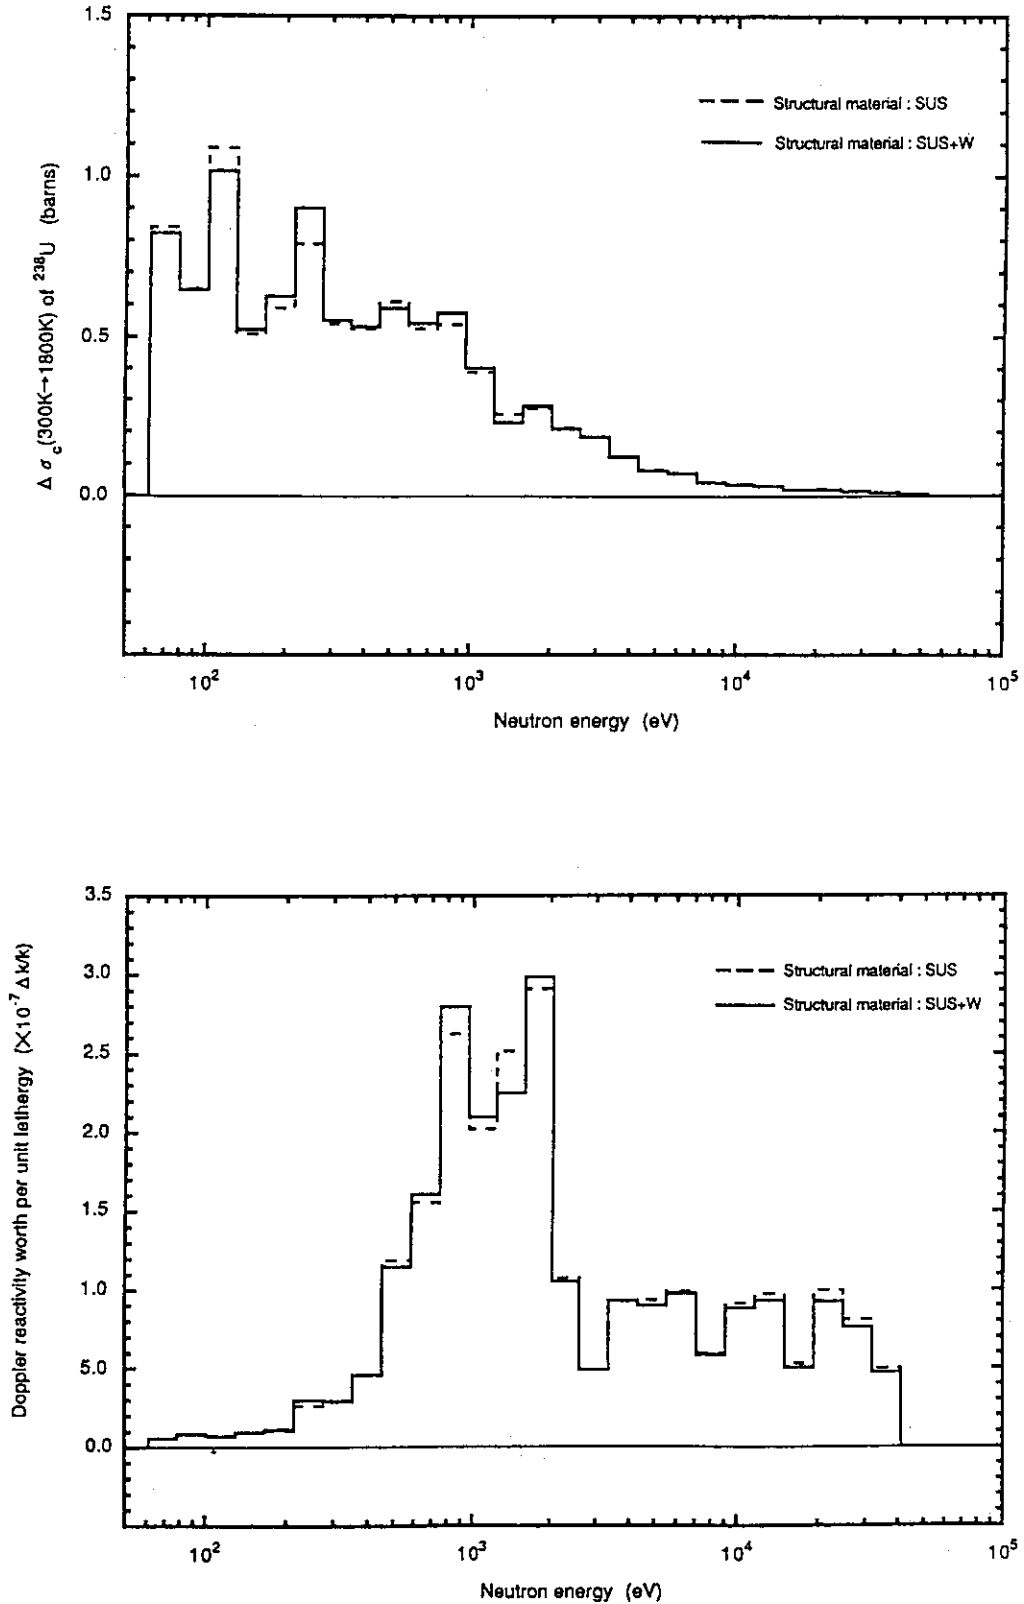 1.5
Structural material : SUS
Structural material : SUS+W
1.0
0.5
0.0
Δ σc(300K→1800K) of ²³⁸U (barns)
10² 10³ 10⁴ 10⁵
Neutron energy (eV)
3.5
3.0
Structural material : SUS
Structural material : SUS+W
2.5
2.0
1.5
1.0
5.0
0.0
Doppler reactivity worth per unit lethergy (×10⁻⁷ Δk/k)
10² 10³ 10⁴ 10⁵
Neutron energy (eV)